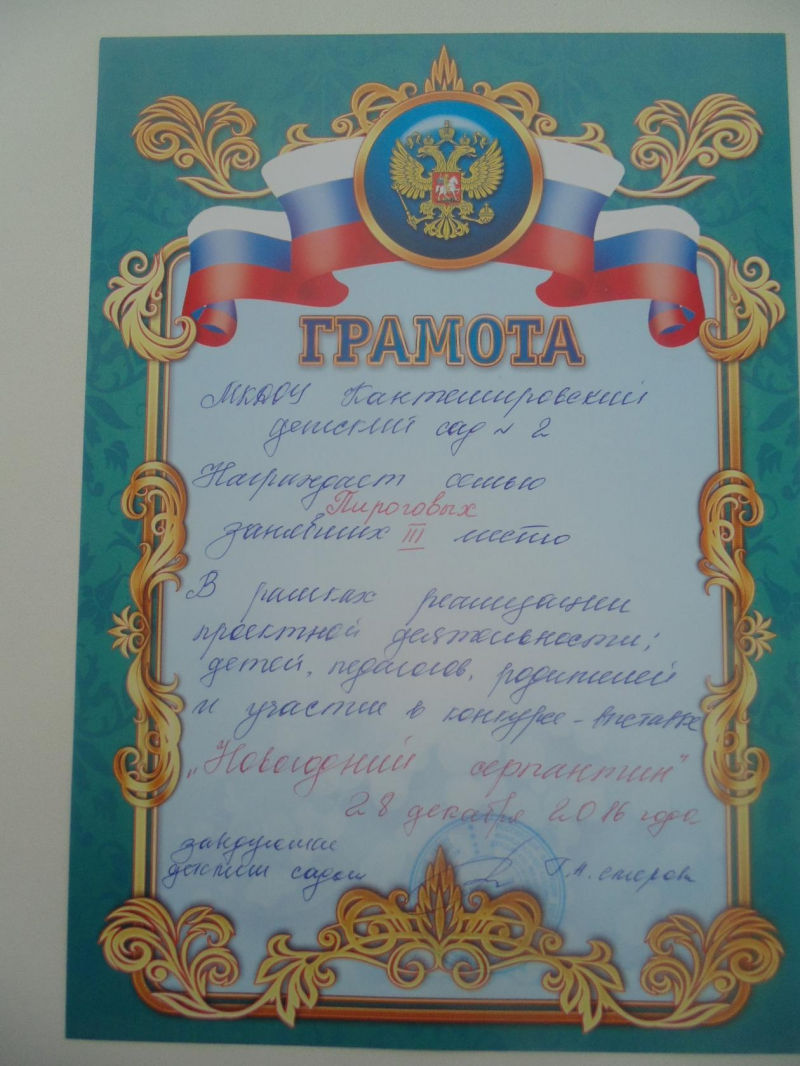 ГРАМОТА
МКДОУ Кантемировский
детский сад № 2
Награждает семью
Пироговых
занявших III место
В рамках реализации
проектной деятельности;
детей, педагогов, родителей
и участие в конкурсе-выставке
„Новогодний серпантин"
28 декабря 2016 года
заведующая
детским садом